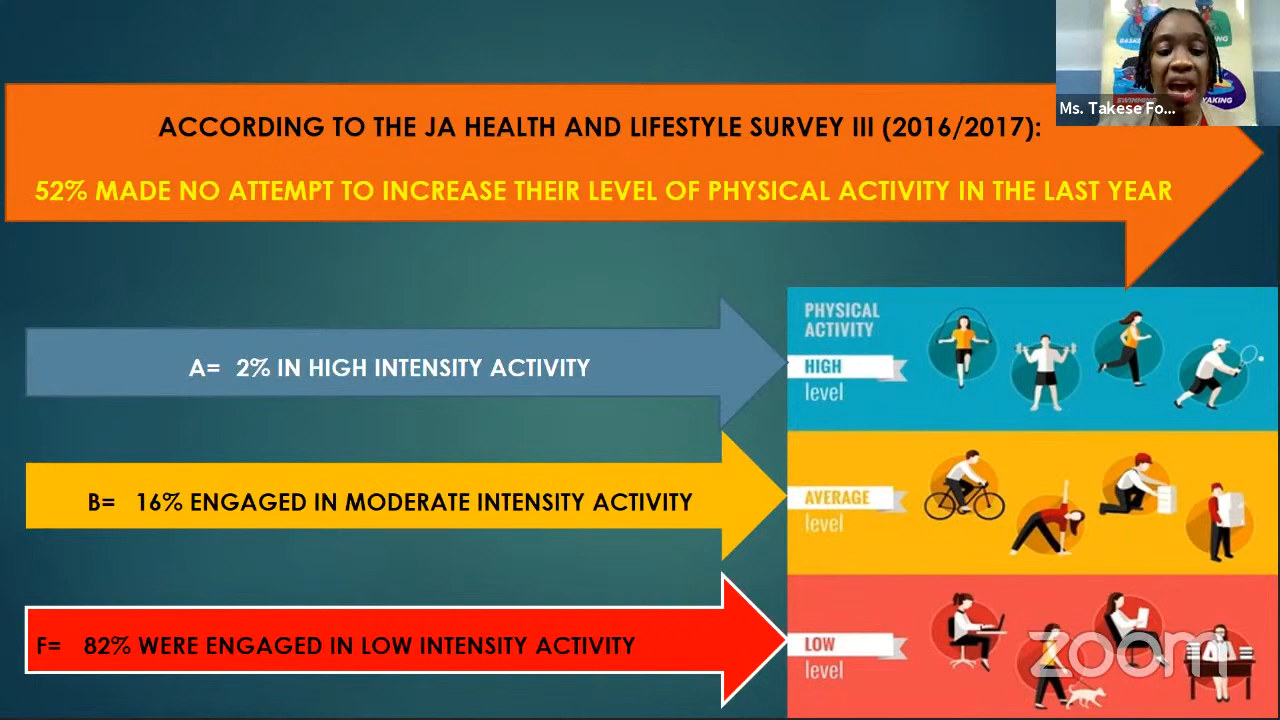 ACCORDING TO THE JA HEALTH AND LIFESTYLE SURVEY III (2016/2017):
52% MADE NO ATTEMPT TO INCREASE THEIR LEVEL OF PHYSICAL ACTIVITY IN THE LAST YEAR
Ms. Takese Fo...
SWIMMING
YAKING
A= 2% IN HIGH INTENSITY ACTIVITY
B= 16% ENGAGED IN MODERATE INTENSITY ACTIVITY
F= 82% WERE ENGAGED IN LOW INTENSITY ACTIVITY
PHYSICAL
ACTIVITY
HIGH
level
AVERAGE
level
LOW
level
zoom